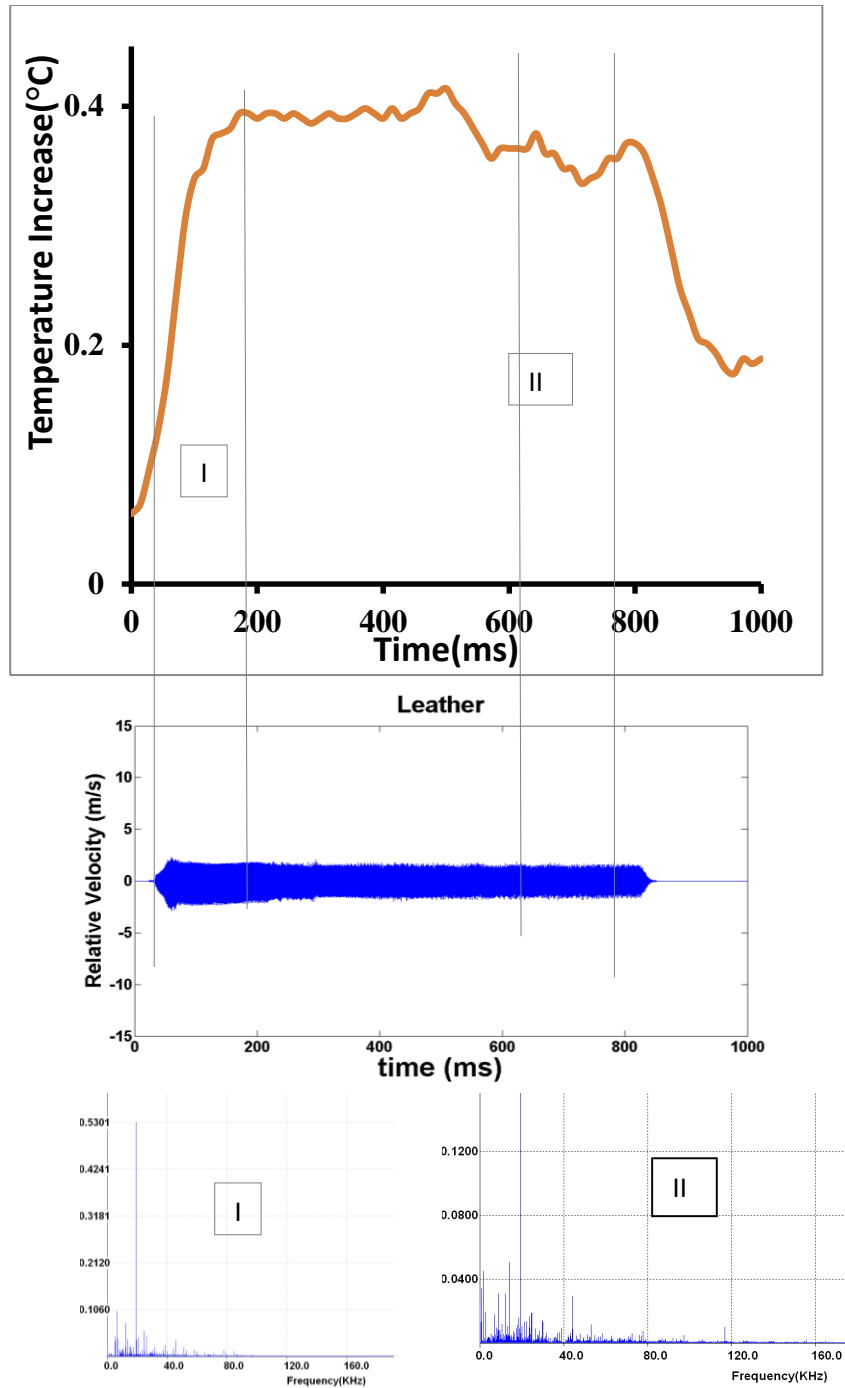 Temperature Increase(°C)
0.4
0.2
0
I
II
0 200 400 600 800 1000
Time(ms)
Leather
Relative Velocity (m/s)
15
10
5
0
-5
-10
-15
0 200 400 600 800 1000
time (ms)
0.5301
0.4241
0.3181
0.2120
0.1060
I
0.0 40.0 80.0 120.0 160.0
Frequency(KHz)
0.1200
0.0800
0.0400
II
0.0 40.0 80.0 120.0 160.0
Frequency(KHz)